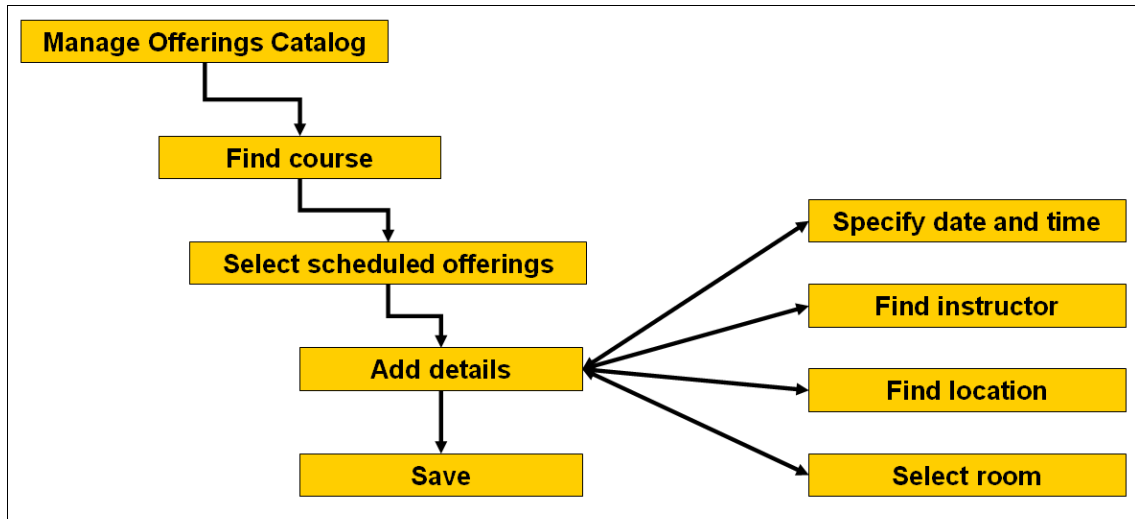 Manage Offerings Catalog
Find course
Select scheduled offerings
Add details
Save
Specify date and time
Find instructor
Find location
Select room